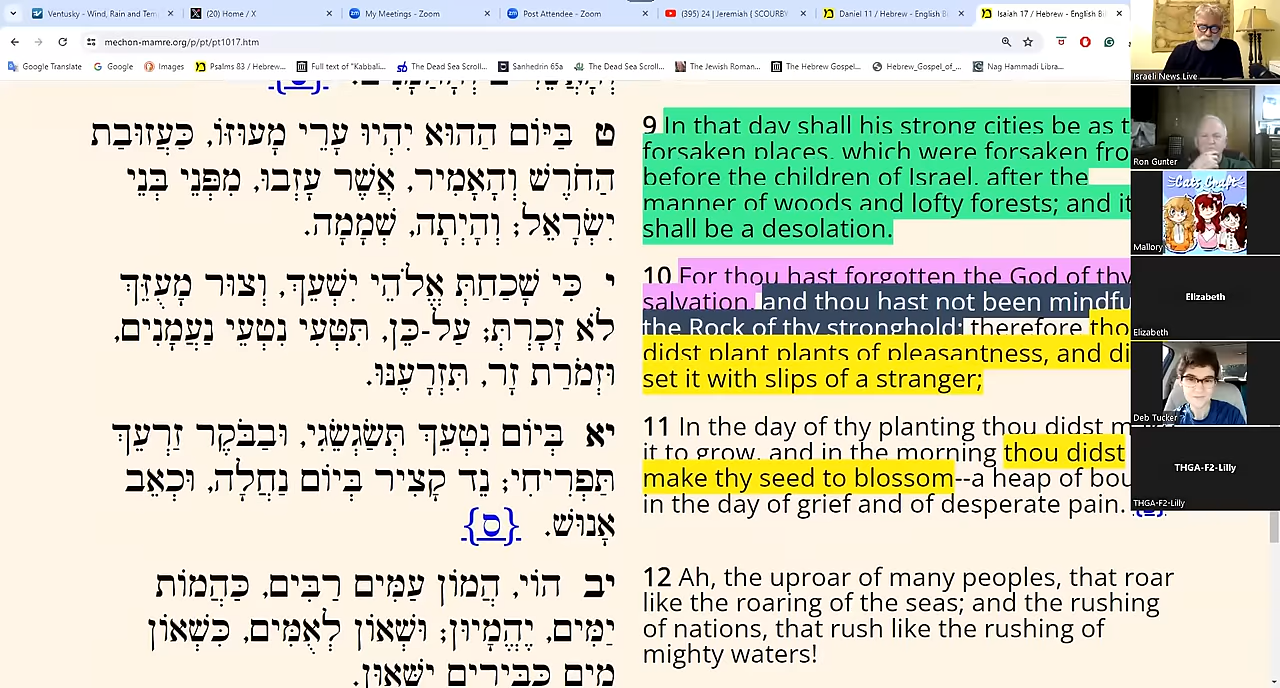 Ventusky - Wind, Rain and Tem
(20) Home / X
My Meetings - Zoom
Post Attendee - Zoom
(395) 24 | Jeremiah ( SCOURBY
Daniel 11 / Hebrew - English B
Isaiah 17 / Hebrew - English Bi
mechon-mamre.org/p/pt/pt1017.htm
Google Translate
Google
Images
Psalms 83 / Hebrew...
Full text of "Kabbali...
The Dead Sea Scroll...
Sanhedrin 65a
The Dead Sea Scroll...
The Jewish Roman...
The Hebrew Gospel...
Hebrew_Gospel_of_...
Nag Hammadi Libra...
ט בַּיּוֹם הַהוּא יִהְיוּ עָרֵי מָעוּזּוֹ, כַּעֲזוּבַת
הַחֹרֶשׁ וְהָאָמִיר, אֲשֶׁר עָזְבוּ, מִפְּנֵי בְּנֵי
יִשְׂרָאֵל; וְהָיְתָה, שְׁמָמָה.
י כִּי שָׁכַחַתְּ אֱלֹהֵי יִשְׁעֵךְ, וְצוּר מָעֻזֵּךְ
לֹא זָכָרְתְּ; עַל-כֵּן, תִּטְּעִי נִטְעֵי נַעֲמָנִים,
וּזְמֹרַת זָר, תִּזְרָעֶנּוּ.
יא בְּיוֹם נִטְעֵךְ תְּשַׂגְשֵׂגִי, וּבַבֹּקֶר זַרְעֵךְ
תַּפְרִיחִי; נֵד קָצִיר בְּיוֹם נַחֲלָה, וּכְאֵב
אָנוּשׁ. {ס}
יב הוֹי, הֲמוֹן עַמִּים רַבִּים, כַּהֲמוֹת
יַמִּים, יֶהֱמָיוּן; וּשְׁאוֹן לְאֻמִּים, כִּשְׁאוֹן
מַיִם כַּבִּירִים יִשָּׁאוּן.
9 In that day shall his strong cities be as t
forsaken places, which were forsaken fro
before the children of Israel, after the
manner of woods and lofty forests; and it
shall be a desolation.
10 For thou hast forgotten the God of thy
salvation, and thou hast not been mindfu
the Rock of thy stronghold; therefore tho
didst plant plants of pleasantness, and di
set it with slips of a stranger;
11 In the day of thy planting thou didst m
it to grow, and in the morning thou didst
make thy seed to blossom--a heap of bou
in the day of grief and of desperate pain.
12 Ah, the uproar of many peoples, that roar
like the roaring of the seas; and the rushing
of nations, that rush like the rushing of
mighty waters!
Israeli News Live
Ron Gunter
Cats Craft
Mallory
Elizabeth
Elizabeth
Deb Tucker
THGA-F2-Lilly
THGA-F2-Lilly